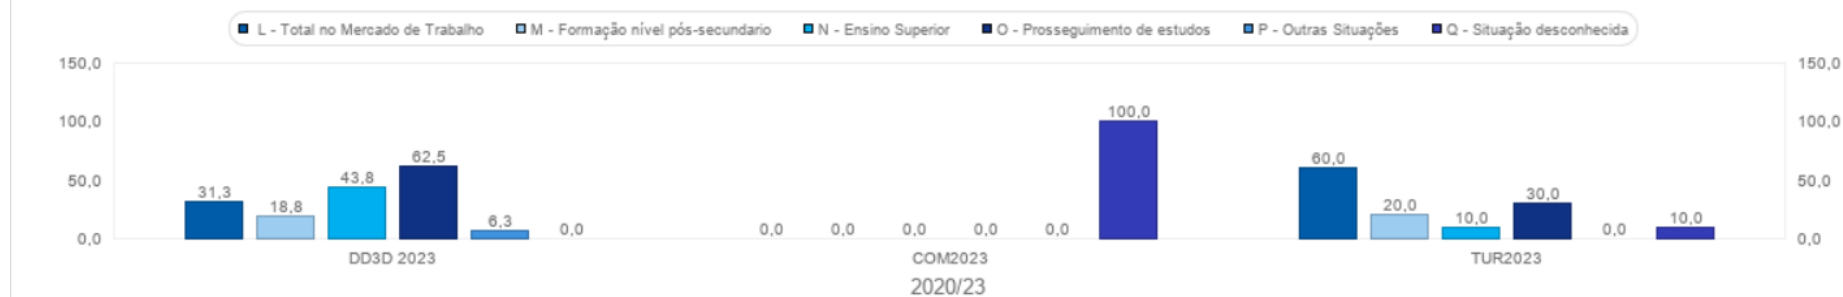 L - Total no Mercado de Trabalho M - Formação nível pós-secundario N - Ensino Superior O - Prosseguimento de estudos P - Outras Situações Q - Situação desconhecida
150,0 150,0
100,0 100,0 100,0
62,5 60,0
50,0 43,8 50,0
31,3 18,8 20,0 30,0
6,3 10,0 10,0
0,0 0,0 0,0 0,0 0,0 0,0 0,0 0,0 0,0
DD3D 2023 COM2023 TUR2023
2020/23